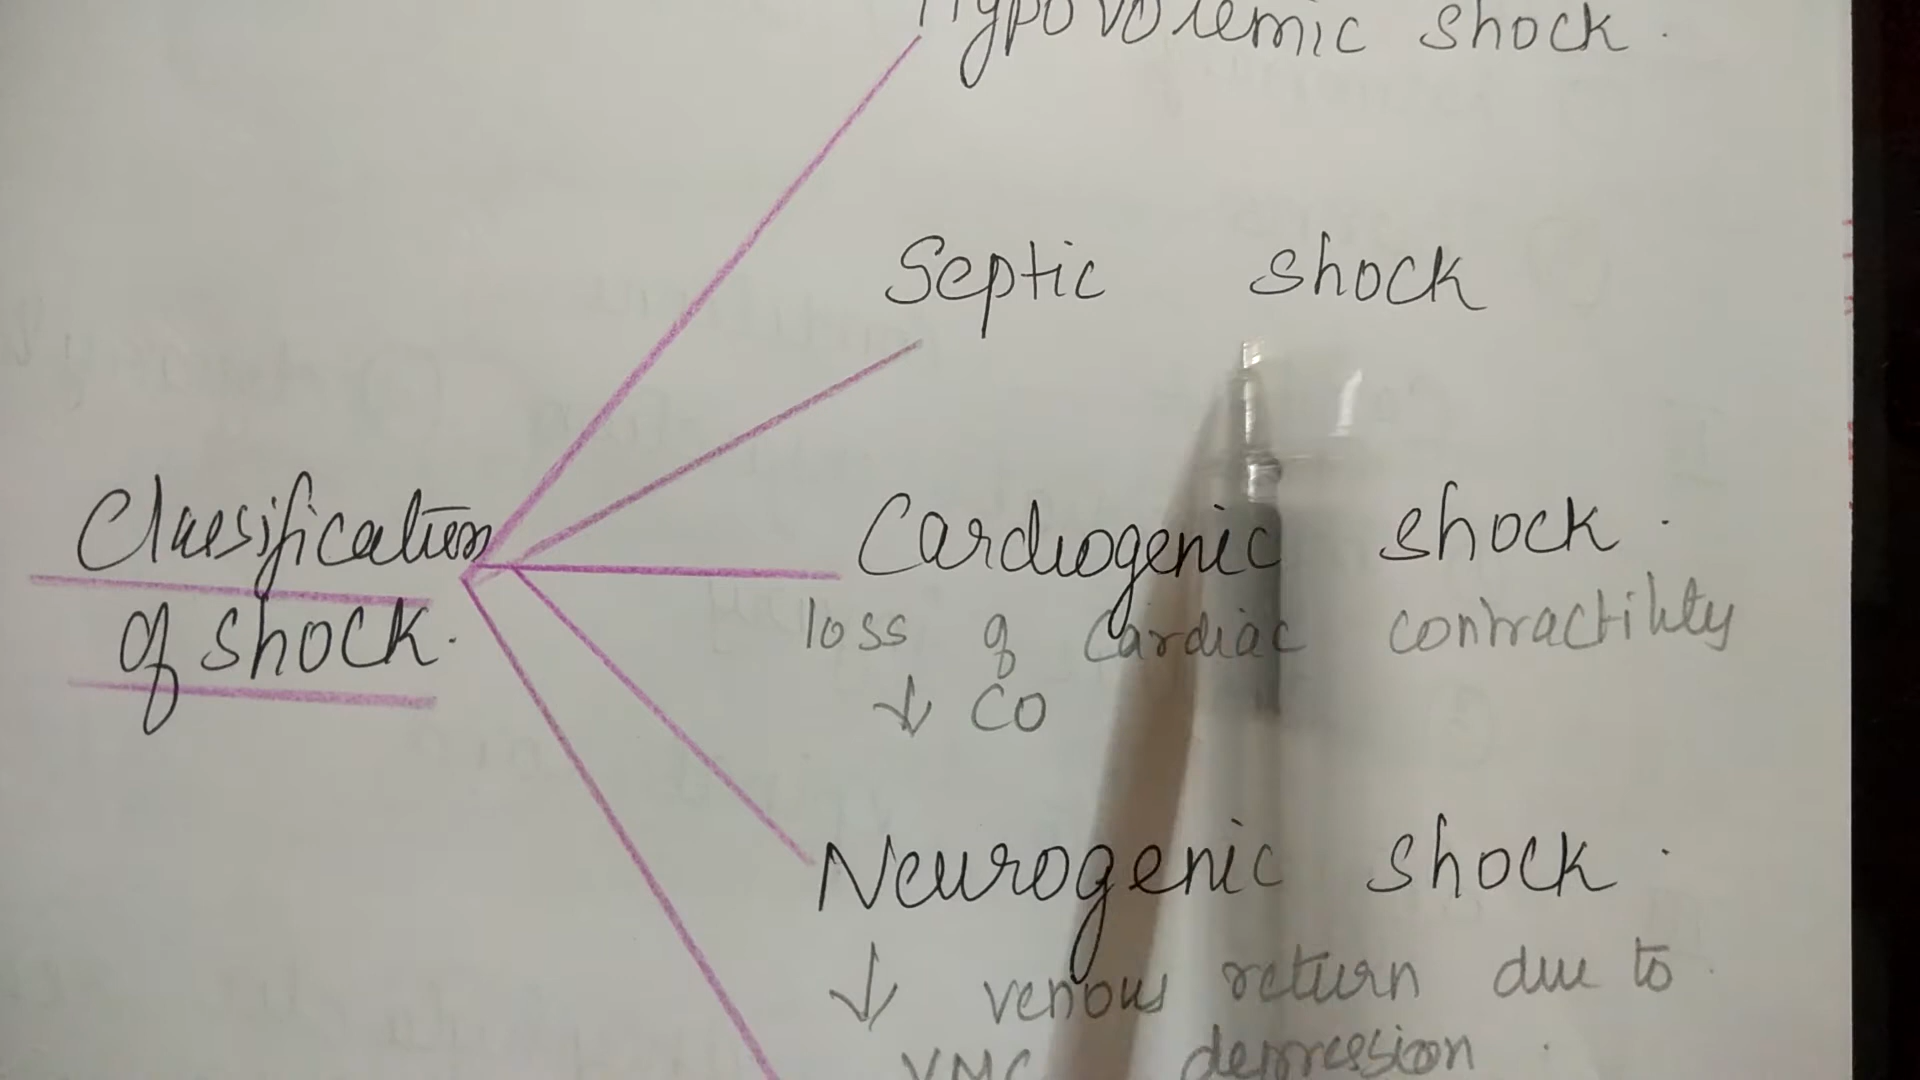 Hypovolemic shock.
Septic shock
Classification
of shock.
Cardiogenic shock.
loss of cardiac contractility
↓ CO
Neurogenic shock.
↓ venous return due to
VMC depression